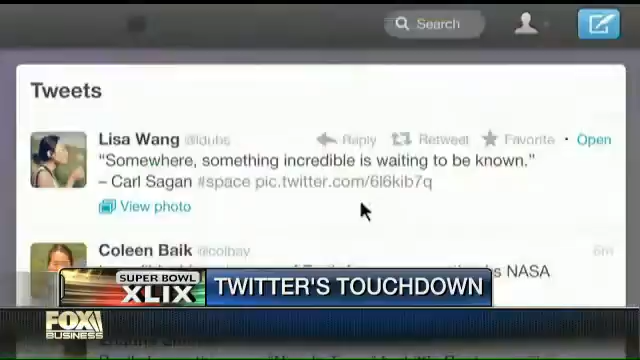 Search
Tweets
Lisa Wang @ldubs Reply Retweet Favorite · Open
"Somewhere, something incredible is waiting to be known."
– Carl Sagan #space pic.twitter.com/6l6kib7q
View photo
Coleen Baik @colbay 6m
NASA
SUPER BOWL
XLIX
TWITTER'S TOUCHDOWN
FOX
BUSINESS